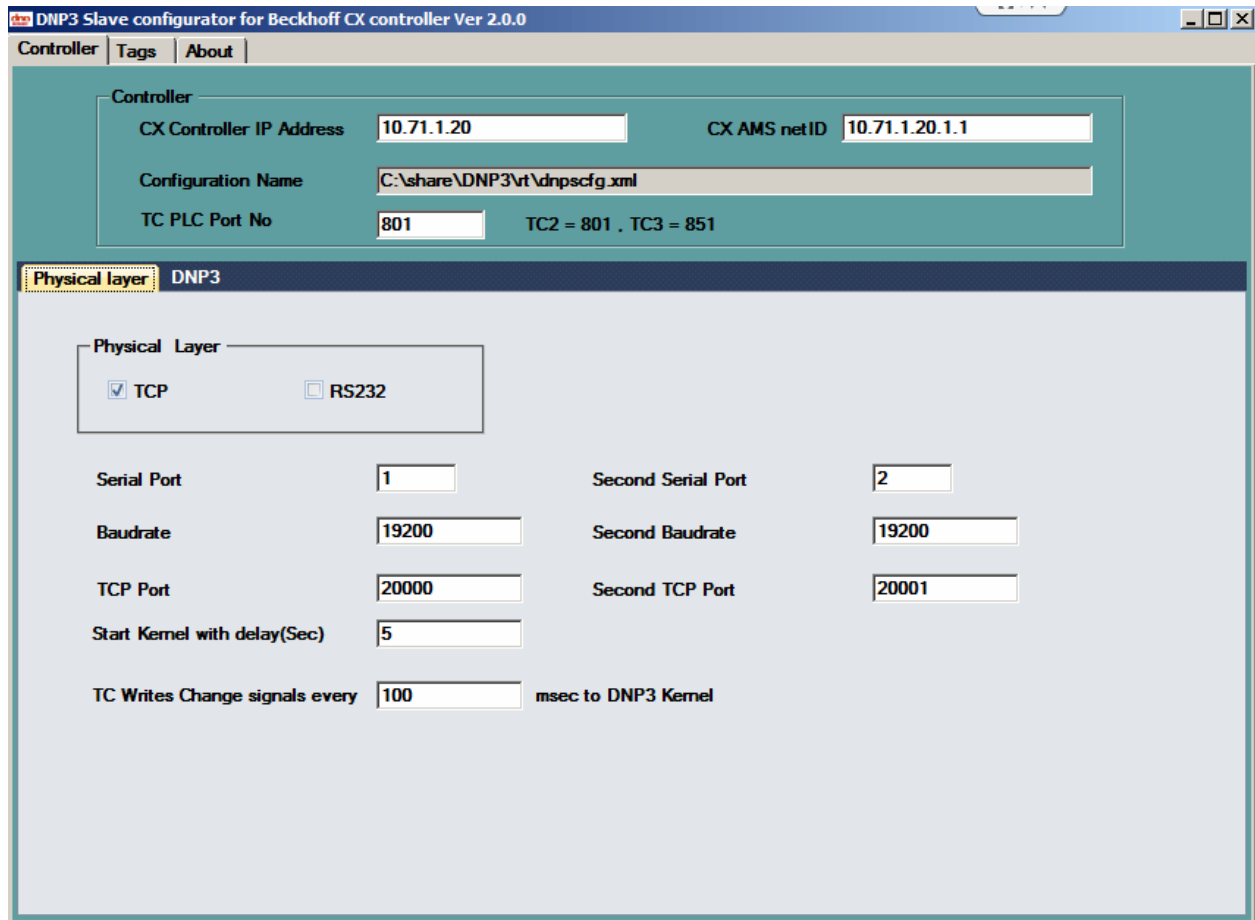 DNP3 Slave configurator for Beckhoff CX controller Ver 2.0.0
Controller Tags About
Controller
CX Controller IP Address 10.71.1.20 CX AMS netID 10.71.1.20.1.1
Configuration Name C:\share\DNP3\rt\dnpscfg.xml
TC PLC Port No 801 TC2 = 801 , TC3 = 851
Physical layer DNP3
Physical Layer
TCP RS232
Serial Port 1 Second Serial Port 2
Baudrate 19200 Second Baudrate 19200
TCP Port 20000 Second TCP Port 20001
Start Kernel with delay(Sec) 5
TC Writes Change signals every 100 msec to DNP3 Kernel